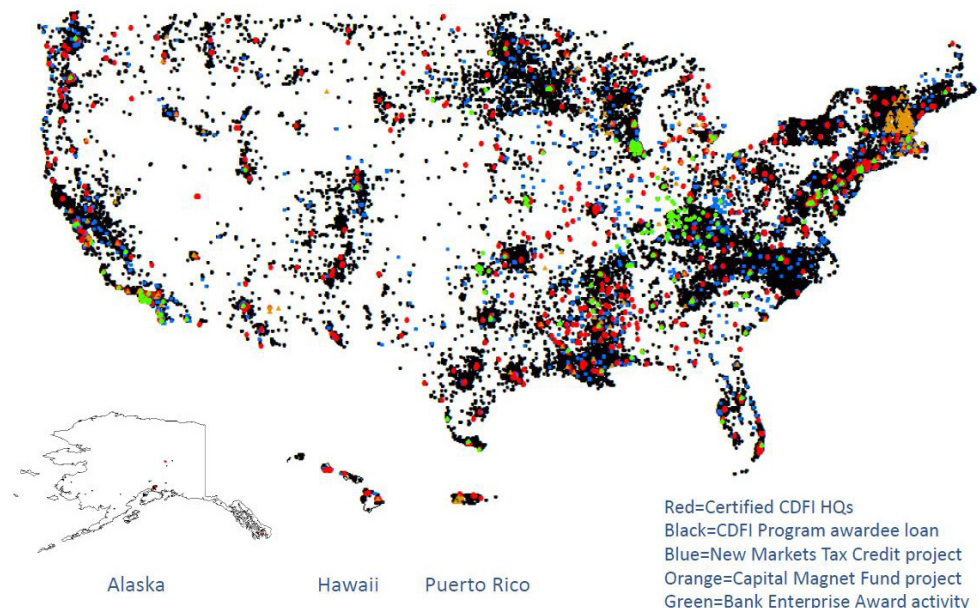 Alaska
Hawaii
Puerto Rico
Red=Certified CDFI HQs
Black=CDFI Program awardee loan
Blue=New Markets Tax Credit project
Orange=Capital Magnet Fund project
Green=Bank Enterprise Award activity